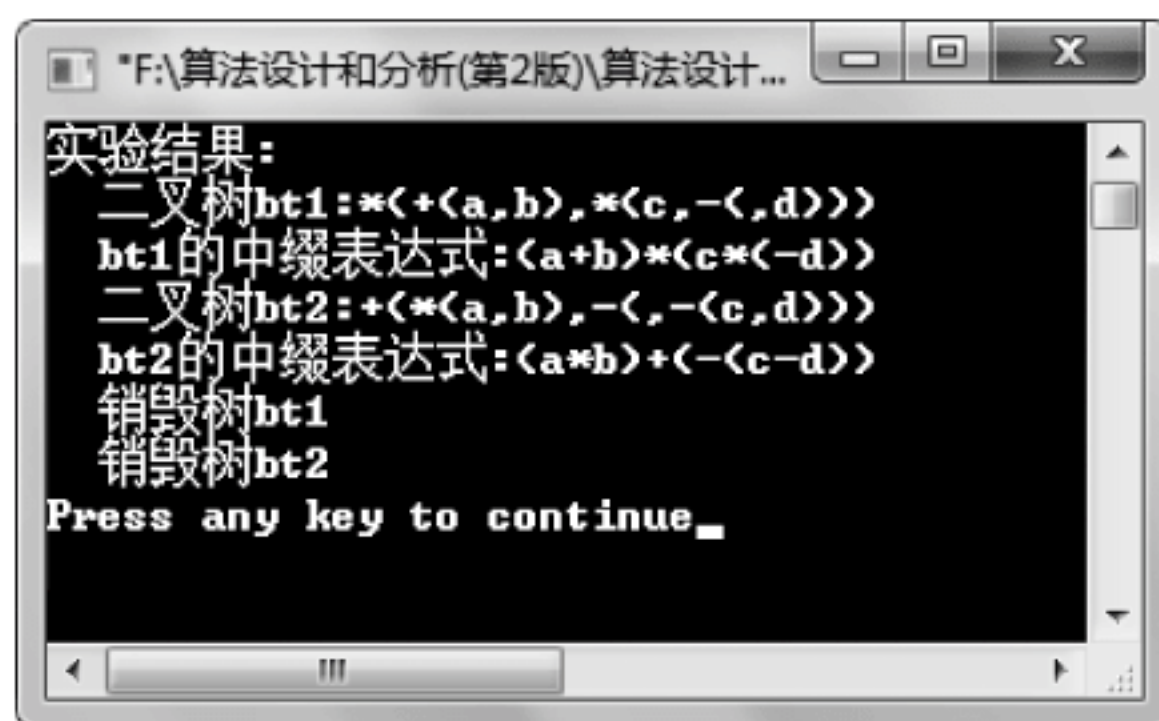 "F:\算法设计和分析(第2版)\算法设计...
实验结果:
二叉树bt1:*(+(a,b),*(c,-(,d)))
bt1的中缀表达式:(a+b)*(c*(-d))
二叉树bt2:+(*(a,b),-(,-(c,d)))
bt2的中缀表达式:(a*b)+(-(c-d))
销毁树bt1
销毁树bt2
Press any key to continue_